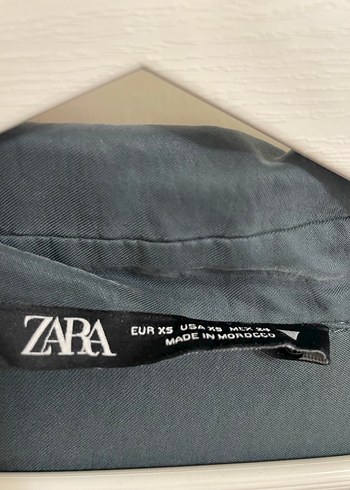 ZARA
EUR XS USA XS MEX 24
MADE IN MOROCCO